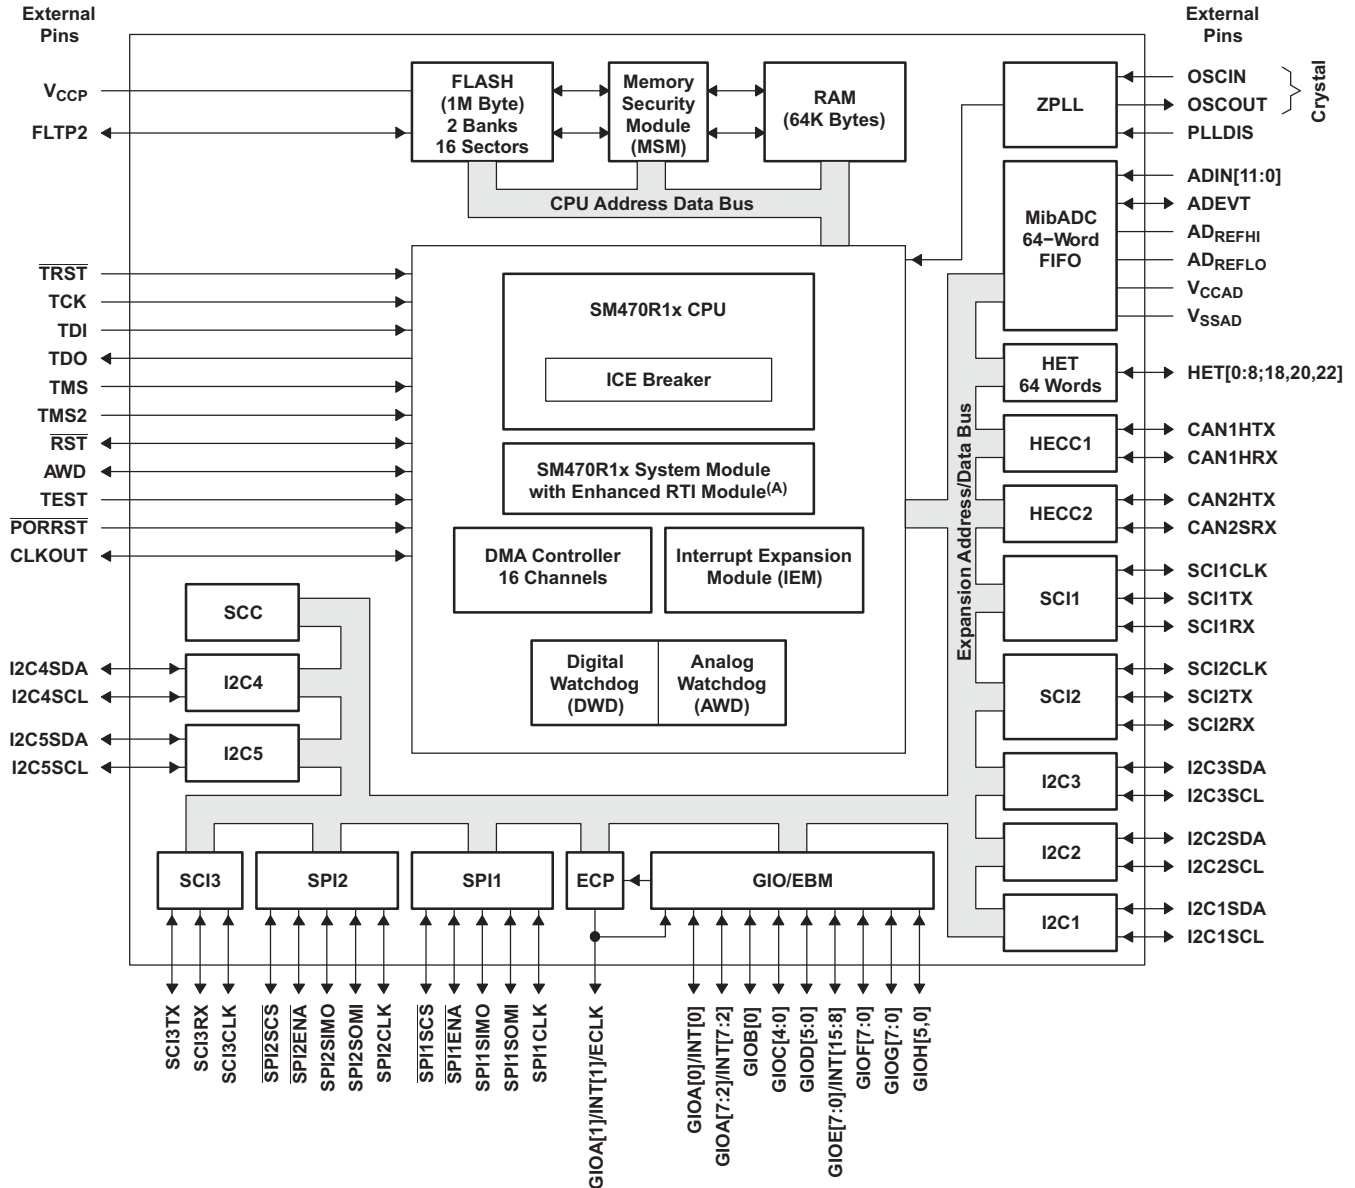 External
Pins
External
Pins
VCCP
FLTP2
FLASH
(1M Byte)
2 Banks
16 Sectors
Memory
Security
Module
(MSM)
RAM
(64K Bytes)
ZPLL
OSCIN
OSCOUT
PLLDIS
Crystal
CPU Address Data Bus
MibADC
64−Word
FIFO
ADIN[11:0]
ADEVT
ADREFHI
ADREFLO
VCCAD
VSSAD
TRST
TCK
TDI
TDO
TMS
TMS2
RST
AWD
TEST
PORRST
CLKOUT
SM470R1x CPU
ICE Breaker
SM470R1x System Module
with Enhanced RTI Module(A)
DMA Controller
16 Channels
Interrupt Expansion
Module (IEM)
Digital
Watchdog
(DWD)
Analog
Watchdog
(AWD)
Expansion Address/Data Bus
HET
64 Words
HET[0:8;18,20,22]
HECC1
CAN1HTX
CAN1HRX
HECC2
CAN2HTX
CAN2SRX
SCI1
SCI1CLK
SCI1TX
SCI1RX
SCI2
SCI2CLK
SCI2TX
SCI2RX
I2C3
I2C3SDA
I2C3SCL
I2C2
I2C2SDA
I2C2SCL
I2C1
I2C1SDA
I2C1SCL
SCC
I2C4SDA
I2C4SCL
I2C4
I2C5SDA
I2C5SCL
I2C5
SCI3
SPI2
SPI1
ECP
GIO/EBM
SCI3TX
SCI3RX
SCI3CLK
SPI2SCS
SPI2ENA
SPI2SIMO
SPI2SOMI
SPI2CLK
SPI1SCS
SPI1ENA
SPI1SIMO
SPI1SOMI
SPI1CLK
GIOA[1]/INT[1]/ECLK
GIOA[0]/INT[0]
GIOA[7:2]/INT[7:2]
GIOB[0]
GIOC[4:0]
GIOD[5:0]
GIOE[7:0]/INT[15:8]
GIOF[7:0]
GIOG[7:0]
GIOH[5,0]